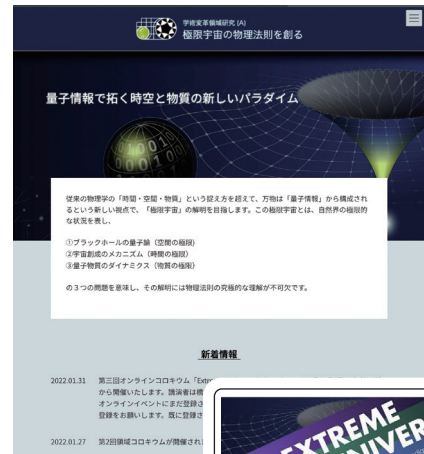 学術変革領域研究 (A)
極限宇宙の物理法則を創る
量子情報で拓く時空と物質の新しいパラダイム
従来の物理学の「時間・空間・物質」という捉え方を超えて、万物は「量子情報」から構成され
るという新しい視点で、「極限宇宙」の解明を目指します。この極限宇宙とは、自然界の極限的
な状況を表し、
①ブラックホールの量子論（空間の極限)
②宇宙創成のメカニズム（時間の極限)
③量子物質のダイナミクス（物質の極限)
の３つの問題を意味し、その解明には物理法則の究極的な理解が不可欠です。
新着情報
2022.01.31 第三回オンラインコロキウム「Extre
から開催いたします。講演者は
オンラインイベントにまだ登録さ
登録をお願いします。既に登録さ
2022.01.27 第2回領域コロキウムが開催され
EXTREME
UNIVER